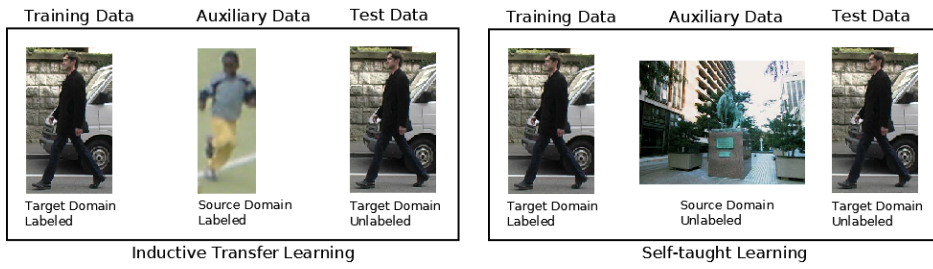 Training Data
Auxiliary Data
Test Data
Target Domain
Labeled
Source Domain
Labeled
Target Domain
Unlabeled
Inductive Transfer Learning
Training Data
Auxiliary Data
Test Data
Target Domain
Labeled
Source Domain
Unlabeled
Target Domain
Unlabeled
Self-taught Learning